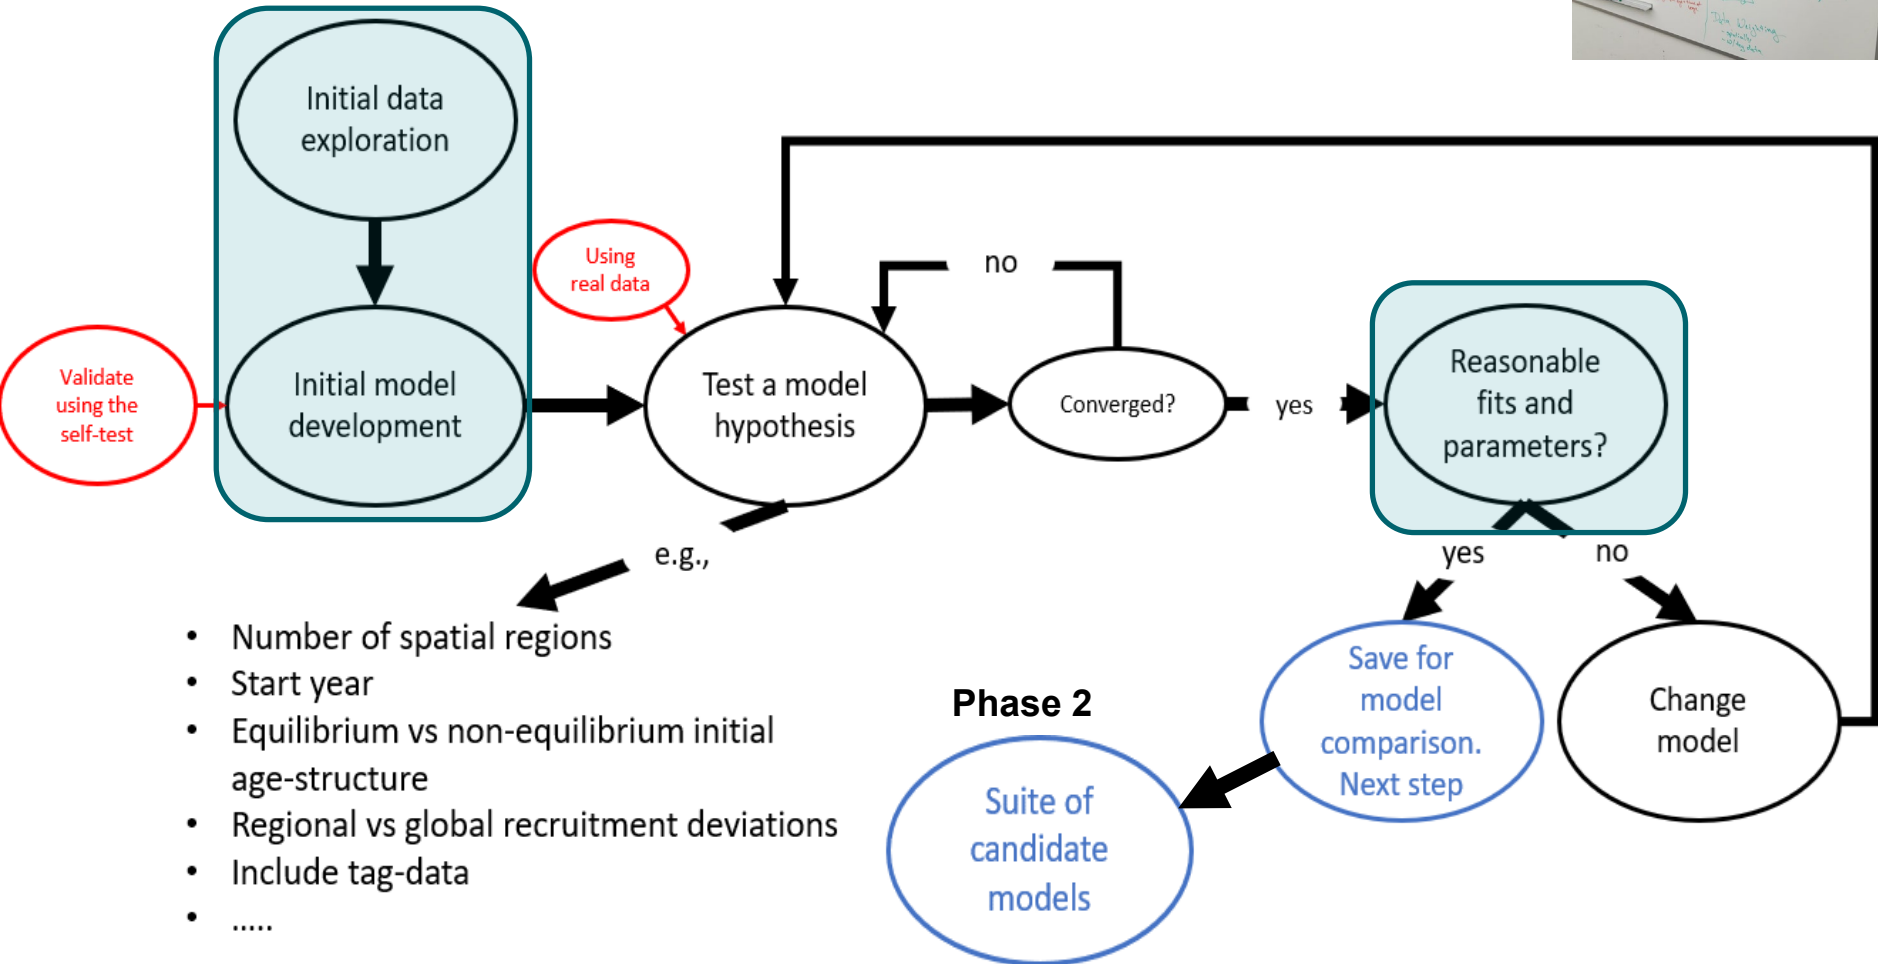 Data Weighting
Initial data
exploration
Using
real data
no
Validate
using the
self-test
Initial model
development
Test a model
hypothesis
Converged?
yes
Reasonable
fits and
parameters?
e.g.,
yes
no
• Number of spatial regions
• Start year
• Equilibrium vs non-equilibrium initial
age-structure
• Regional vs global recruitment deviations
• Include tag-data
• .....
Save for
model
comparison.
Next step
Change
model
Phase 2
Suite of
candidate
models